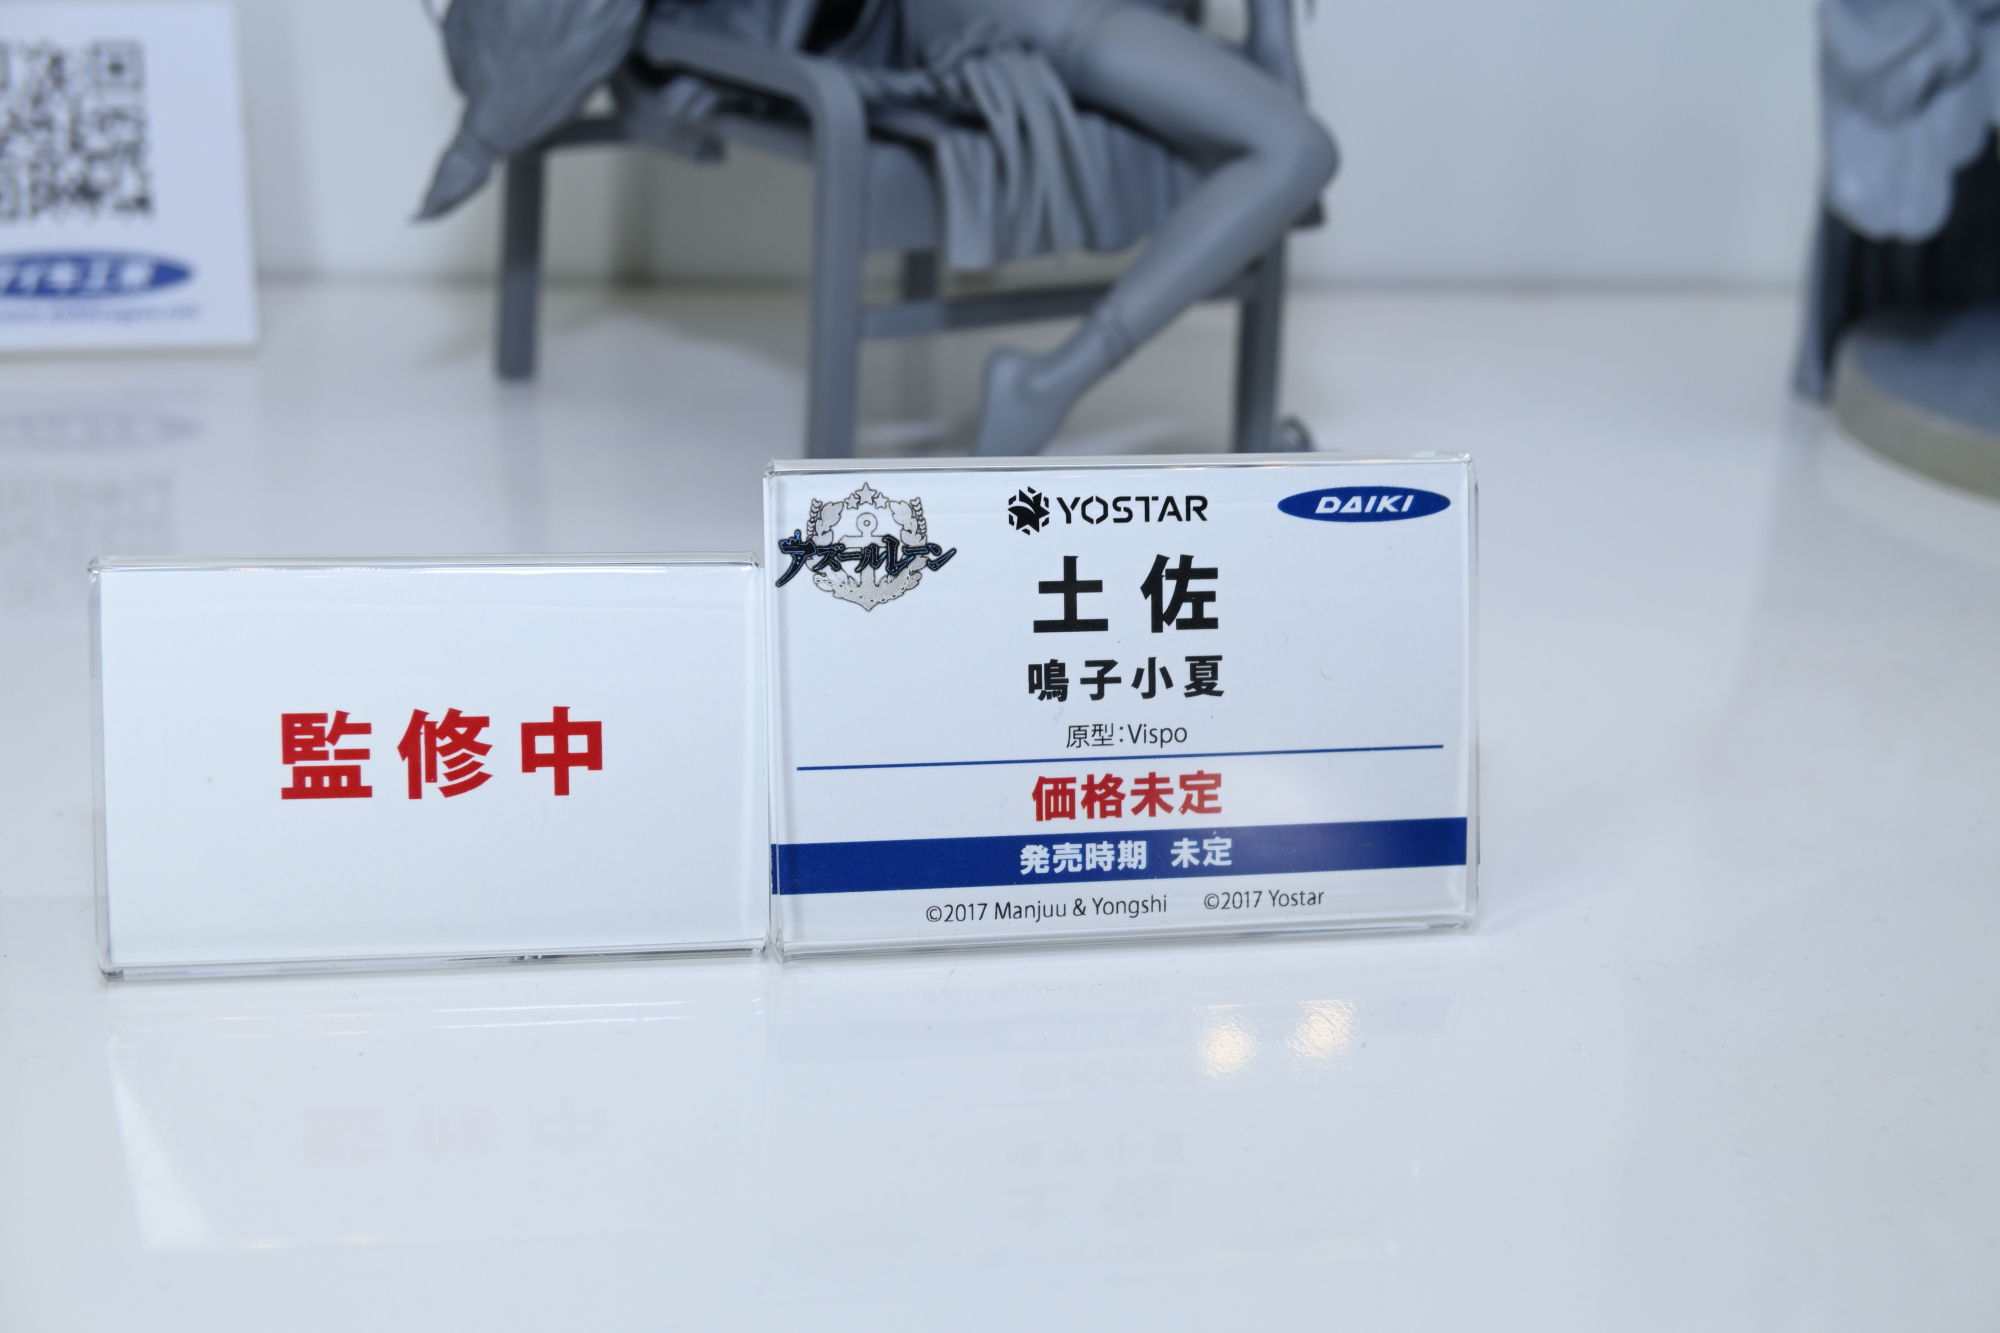 監修中
アズールレーン
YOSTAR
DAIKI
土佐
鳴子小夏
原型：Vispo
価格未定
発売時期 未定
©2017 Manjuu & Yongshi ©2017 Yostar